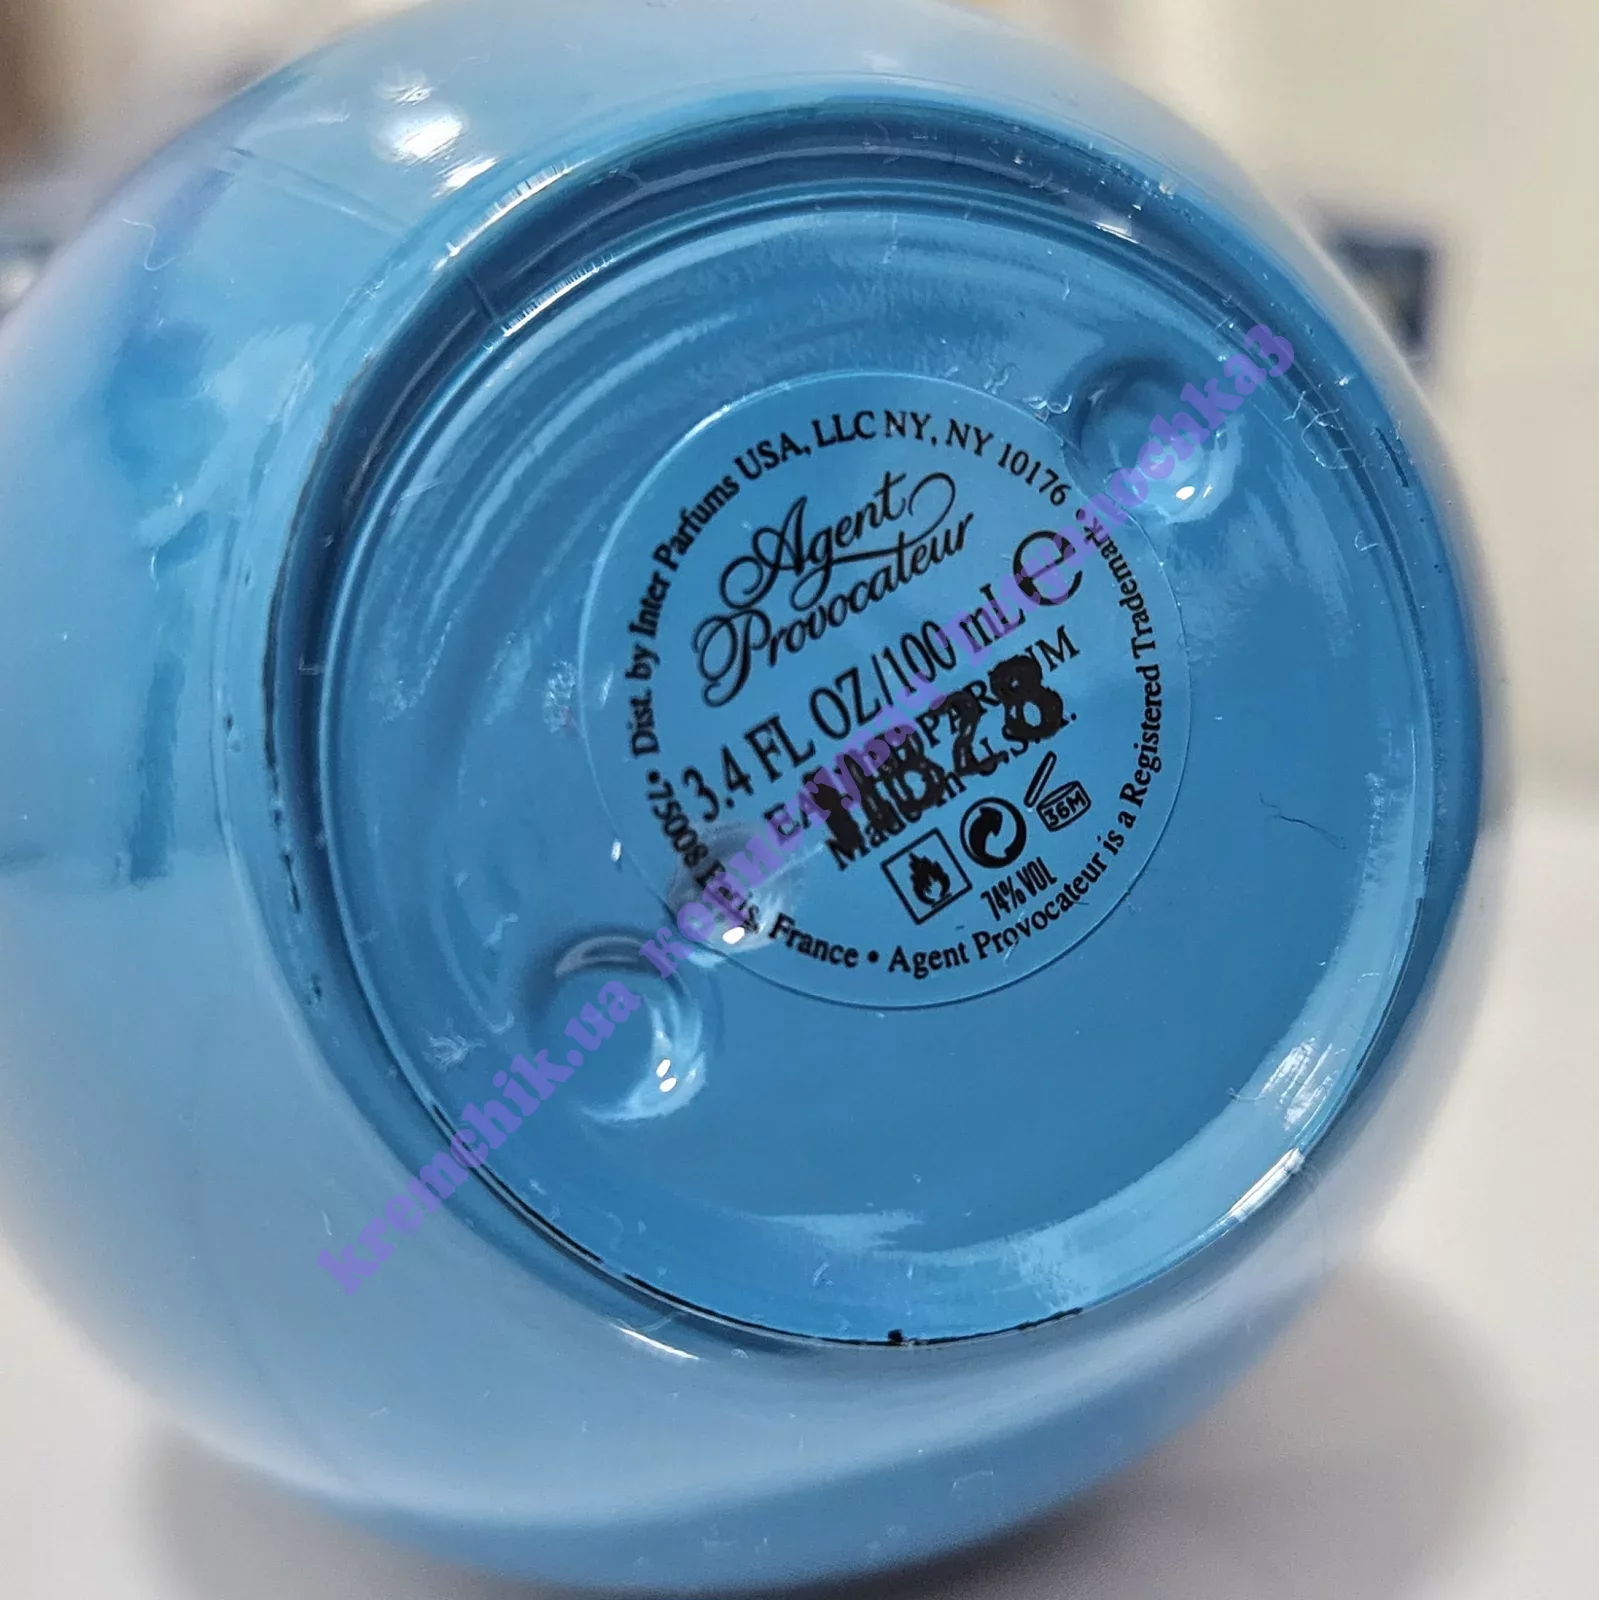 • Dist. by Inter Parfums USA, LLC NY, NY 10176 •
Agent
Provocateur
3.4 FL OZ/100 mL e
EAU PARFUM
Made in U.S.A.
36M
74% VOL
75008 Paris, France • Agent Provocateur is a Registered Trademark.
kremchik.ua